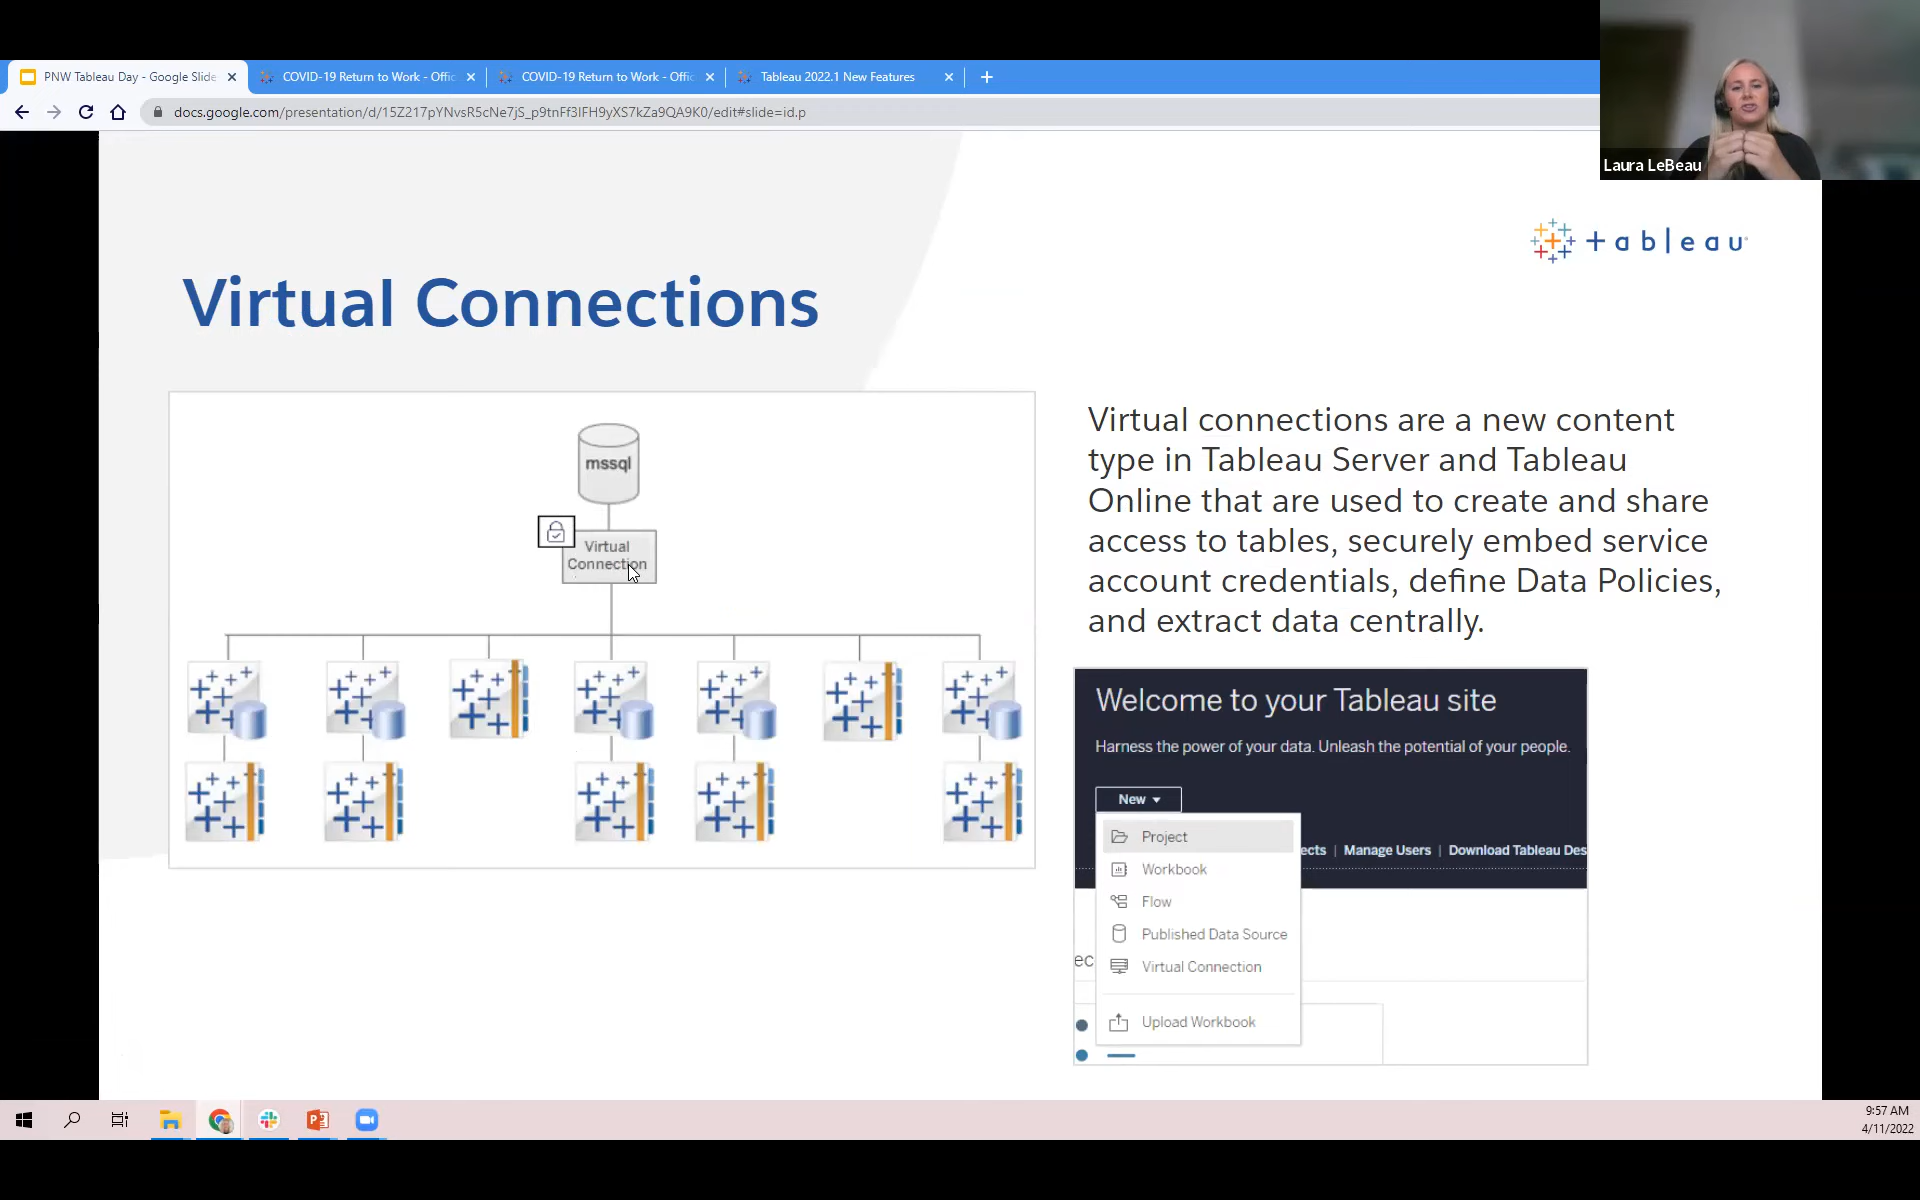 PNW Tableau Day - Google Slide
COVID-19 Return to Work - Offic
COVID-19 Return to Work - Offic
Tableau 2022.1 New Features
docs.google.com/presentation/d/15Z217pYNvsR5cNe7jS_p9tnFf3IFH9yXS7kZa9QA9K0/edit#slide=id.p
Laura LeBeau
+ a b l e a u
Virtual Connections
mssql
Virtual
Connection
Virtual connections are a new content
type in Tableau Server and Tableau
Online that are used to create and share
access to tables, securely embed service
account credentials, define Data Policies,
and extract data centrally.
Welcome to your Tableau site
Harness the power of your data. Unleash the potential of your people.
New
Project
ects | Manage Users | Download Tableau Des
Workbook
Flow
Published Data Source
ec
Virtual Connection
Upload Workbook
9:57 AM
4/11/2022